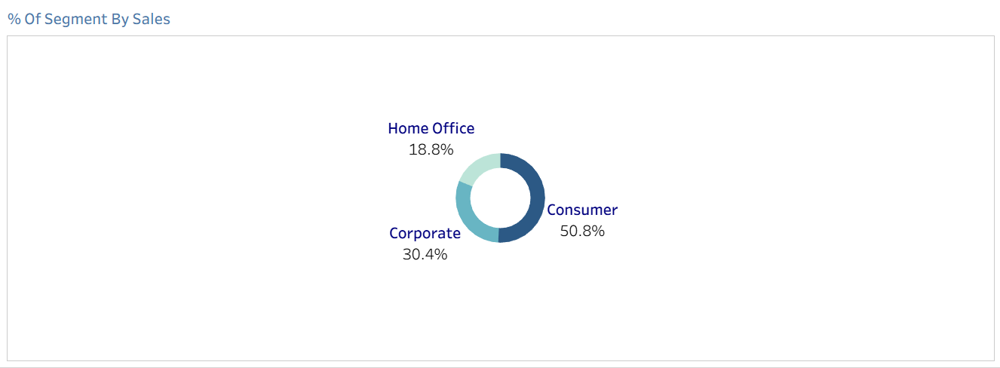 % Of Segment By Sales
Home Office
18.8%
Consumer
50.8%
Corporate
30.4%